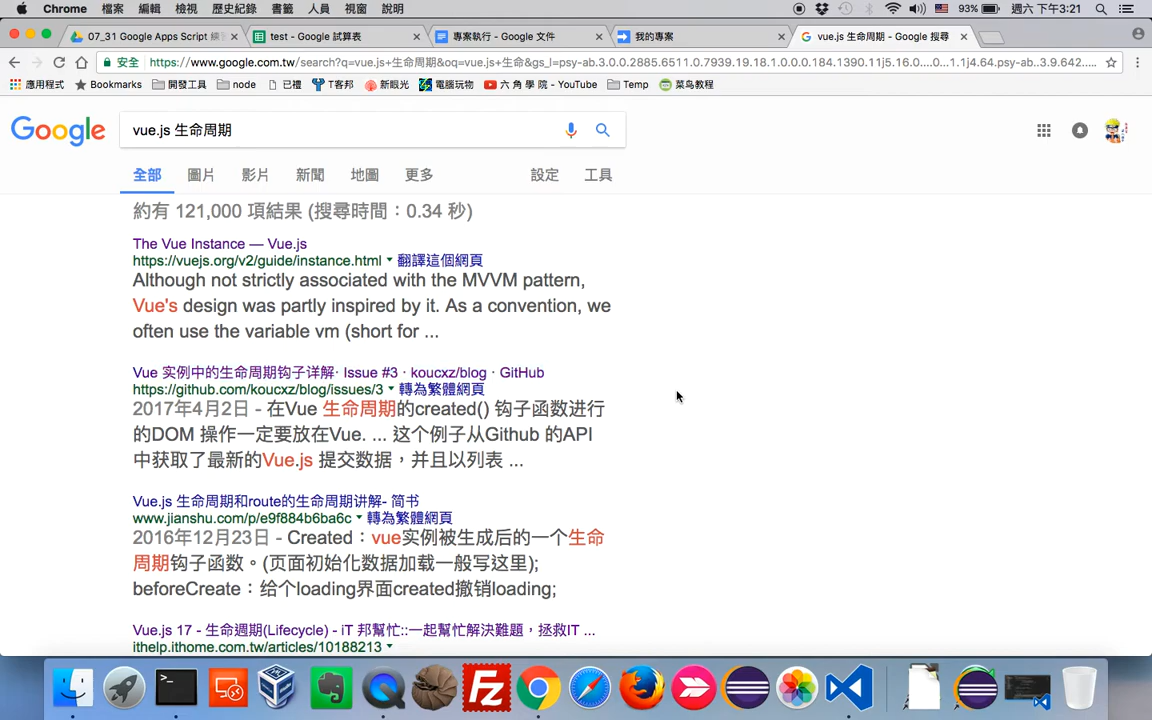 Chrome 檔案 編輯 檢視 歷史紀錄 書籤 人員 視窗 說明 93% 週六 下午3:21
07_31 Google Apps Script 練 test - Google 試算表 專案執行 - Google 文件 我的專案 vue.js 生命周期 - Google 搜尋
安全 https://www.google.com.tw/search?q=vue.js+生命周期&oq=vue.js+生命&gs_l=psy-ab.3.0.0.2885.6511.0.7939.19.18.1.0.0.0.184.1390.11j5.16.0....0...1.1j4.64.psy-ab..3.9.642....
應用程式 Bookmarks 開發工具 node 已禮 T客邦 新眼光 電腦玩物 六 角 學 院 - YouTube Temp 菜鸟教程
Google vue.js 生命周期
全部 圖片 影片 新聞 地圖 更多 設定 工具
約有 121,000 項結果 (搜尋時間：0.34 秒)
The Vue Instance — Vue.js
https://vuejs.org/v2/guide/instance.html 翻譯這個網頁
Although not strictly associated with the MVVM pattern,
Vue's design was partly inspired by it. As a convention, we
often use the variable vm (short for ...
Vue 实例中的生命周期钩子详解· Issue #3 · koucxz/blog · GitHub
https://github.com/koucxz/blog/issues/3 轉為繁體網頁
2017年4月2日 - 在Vue 生命周期的created() 钩子函数进行
的DOM 操作一定要放在Vue. ... 这个例子从Github 的API
中获取了最新的Vue.js 提交数据，并且以列表 ...
Vue.js 生命周期和route的生命周期讲解- 简书
www.jianshu.com/p/e9f884b6ba6c 轉為繁體網頁
2016年12月23日 - Created：vue实例被生成后的一个生命
周期钩子函数。(页面初始化数据加载一般写这里);
beforeCreate：给个loading界面created撤销loading;
Vue.js 17 - 生命週期(Lifecycle) - iT 邦幫忙::一起幫忙解決難題，拯救IT ...
ithelp.ithome.com.tw/articles/10188213